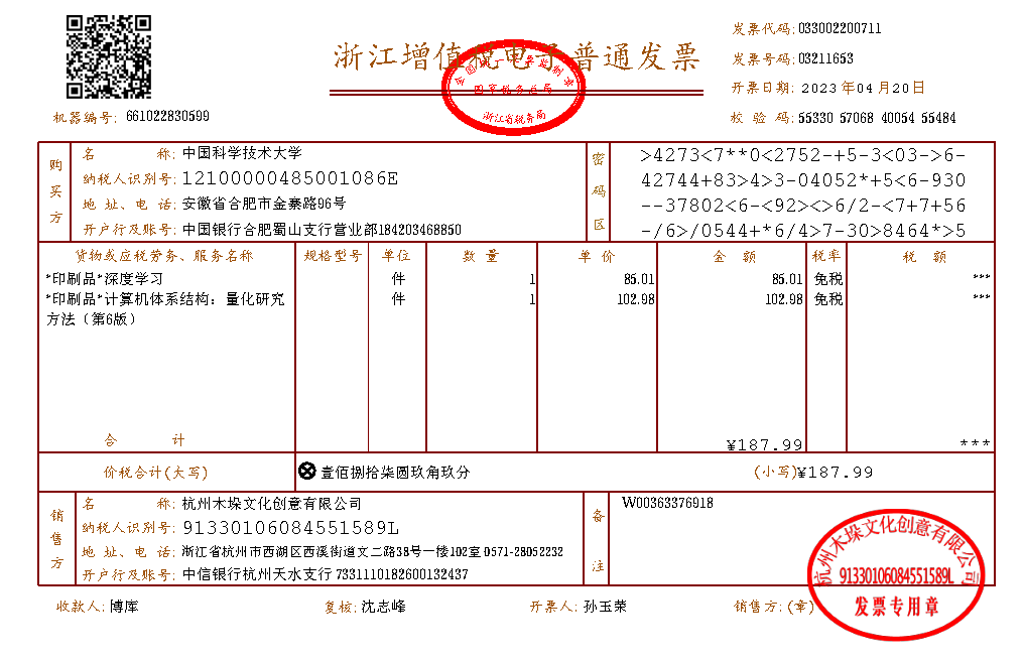 浙江增值税电子普通发票
全国统一发票监制章
国家税务总局
浙江省税务局
发票代码: 033002200711
发票号码: 03211653
开票日期: 2023 年 04 月 20 日
机器编号: 661022830599
校 验 码: 55330 57068 40054 55484
购买方
名 称: 中国科学技术大学
纳税人识别号: 12100000485001086E
地 址、电 话: 安徽省合肥市金寨路96号
开户行及账号: 中国银行合肥蜀山支行营业部184203468850
密码区
>4273<7**0<2752-+5-3<03->6-
42744+83>4>3-04052*+5<6-930
--37802<6-<92><>6/2-<7+7+56
-/6>/0544+*6/4>7-30>8464*>5
货物或应税劳务、服务名称 规格型号 单位 数 量 单 价 金 额 税率 税 额
*印刷品*深度学习 件 1 85.01 85.01 免税 ***
*印刷品*计算机体系结构：量化研究 件 1 102.98 102.98 免税 ***
方法（第6版）
合 计 ¥187.99 ***
价税合计(大写) ⊗壹佰捌拾柒圆玖角玖分 (小写)¥187.99
销售方
名 称: 杭州木垛文化创意有限公司
纳税人识别号: 91330106084551589L
地 址、电 话: 浙江省杭州市西湖区西溪街道文二路38号一楼102室 0571-28052232
开户行及账号: 中信银行杭州天水支行 7331110182600132437
备注
W00363376918
杭州木垛文化创意有限公司
91330106084551589L
发票专用章
收款人: 博库 复核: 沈志峰 开票人: 孙玉荣 销售方: (章)